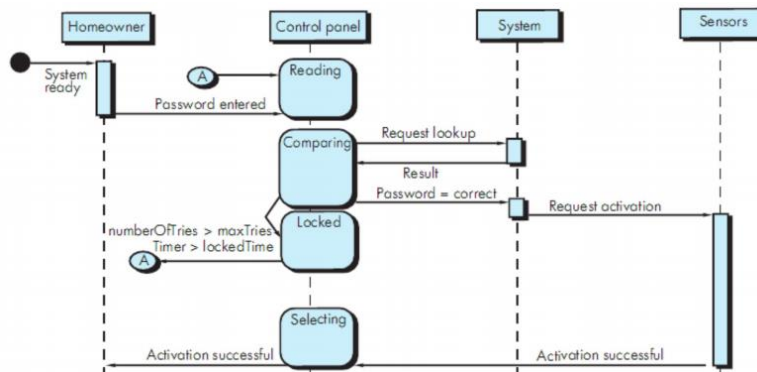 Homeowner
Control panel
System
Sensors
System
ready
A
Reading
Password entered
Comparing
Request lookup
Result
Password = correct
Request activation
numberOfTries > maxTries
Locked
Timer > lockedTime
A
Selecting
Activation successful
Activation successful